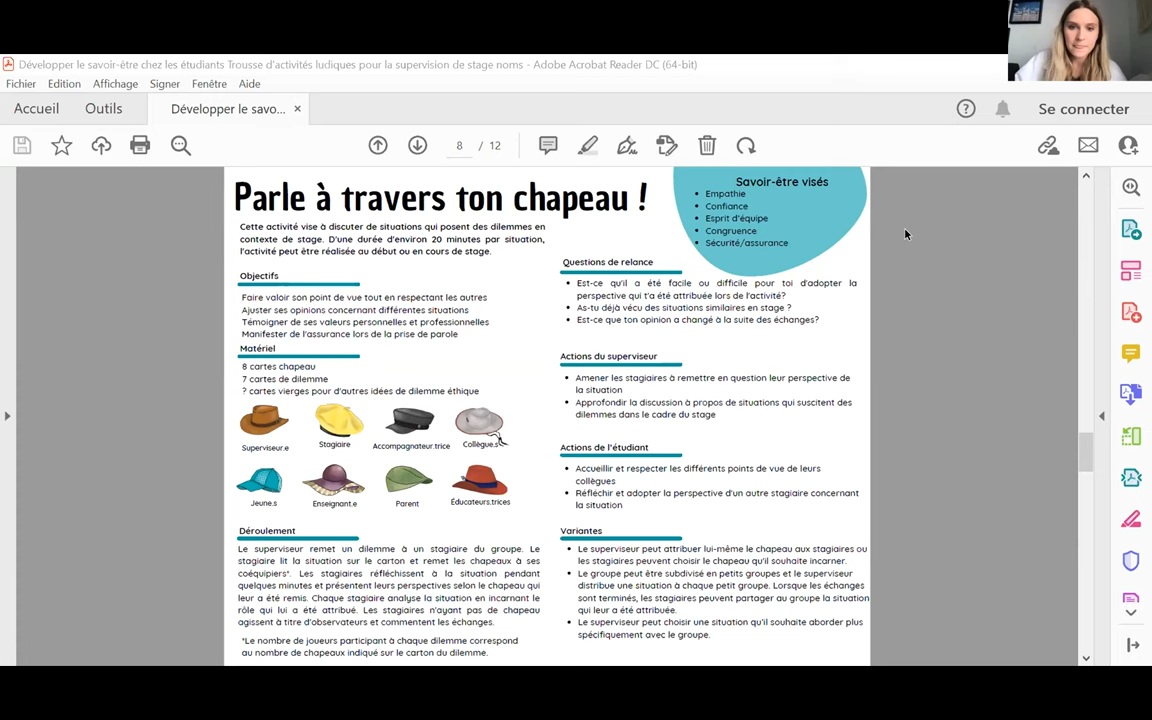 Développer le savoir-être chez les étudiants Trousse d'activités ludiques pour la supervision de stage noms - Adobe Acrobat Reader DC (64-bit)
Fichier Edition Affichage Signer Fenêtre Aide
Accueil Outils Développer le savo... × Se connecter
8 / 12
Parle à travers ton chapeau !
Cette activité vise à discuter de situations qui posent des dilemmes en
contexte de stage. D'une durée d'environ 20 minutes par situation,
l'activité peut être réalisée au début ou en cours de stage.
Savoir-être visés
Empathie
Confiance
Esprit d'équipe
Congruence
Sécurité/assurance
Objectifs
Faire valoir son point de vue tout en respectant les autres
Ajuster ses opinions concernant différentes situations
Témoigner de ses valeurs personnelles et professionnelles
Manifester de l'assurance lors de la prise de parole
Matériel
8 cartes chapeau
7 cartes de dilemme
? cartes vierges pour d'autres idées de dilemme éthique
Superviseur.e Stagiaire Accompagnateur.trice Collègue.s
Jeune.s Enseignant.e Parent Éducateurs.trices
Déroulement
Le superviseur remet un dilemme à un stagiaire du groupe. Le
stagiaire lit la situation sur le carton et remet les chapeaux à ses
coéquipiers*. Les stagiaires réfléchissent à la situation pendant
quelques minutes et présentent leurs perspectives selon le chapeau qui
leur a été remis. Chaque stagiaire analyse la situation en incarnant le
rôle qui lui a été attribué. Les stagiaires n'ayant pas de chapeau
agissent à titre d'observateurs et commentent les échanges.
*Le nombre de joueurs participant à chaque dilemme correspond
au nombre de chapeaux indiqué sur le carton du dilemme.
Questions de relance
Est-ce qu'il a été facile ou difficile pour toi d'adopter la
perspective qui t'a été attribuée lors de l'activité?
As-tu déjà vécu des situations similaires en stage ?
Est-ce que ton opinion a changé à la suite des échanges?
Actions du superviseur
Amener les stagiaires à remettre en question leur perspective de
la situation
Approfondir la discussion à propos de situations qui suscitent des
dilemmes dans le cadre du stage
Actions de l'étudiant
Accueillir et respecter les différents points de vue de leurs
collègues
Réfléchir et adopter la perspective d'un autre stagiaire concernant
la situation
Variantes
Le superviseur peut attribuer lui-même le chapeau aux stagiaires ou
les stagiaires peuvent choisir le chapeau qu'il souhaite incarner.
Le groupe peut être subdivisé en petits groupes et le superviseur
distribue une situation à chaque petit groupe. Lorsque les échanges
sont terminés, les stagiaires peuvent partager au groupe la situation
qui leur a été attribuée.
Le superviseur peut choisir une situation qu'il souhaite aborder plus
spécifiquement avec le groupe.